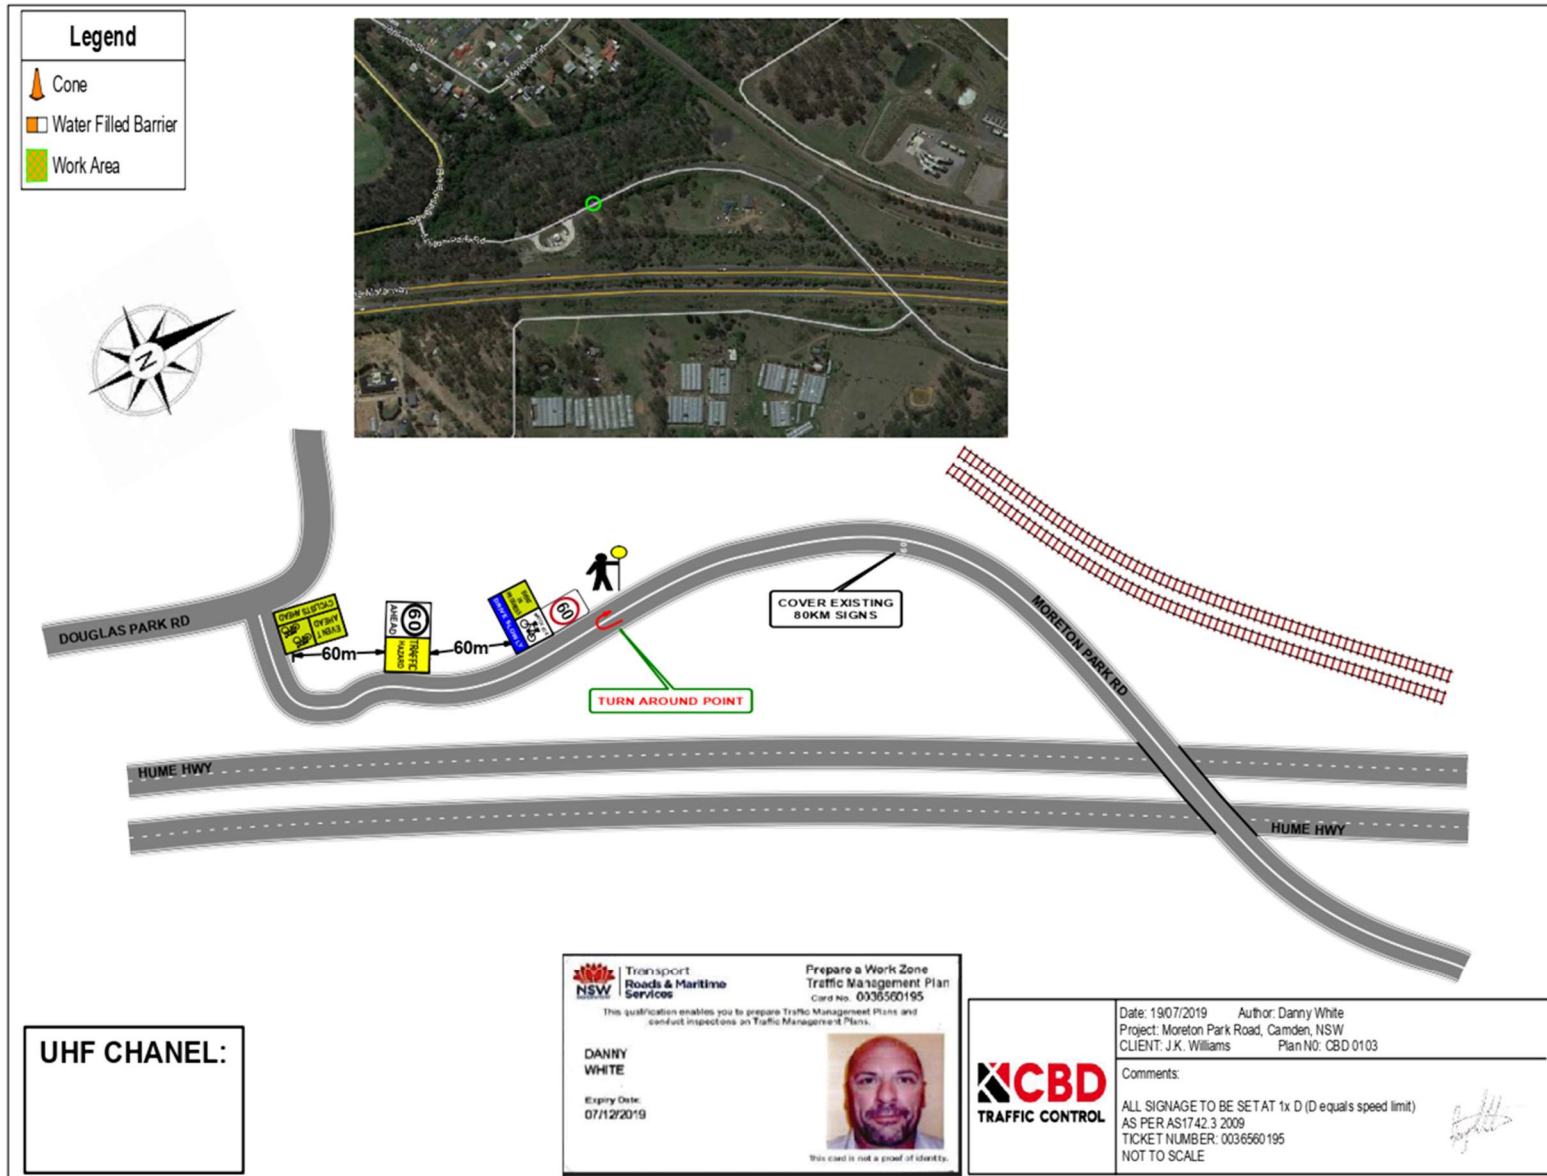 Legend
Cone
Water Filled Barrier
Work Area
N
DOUGLAS PARK RD
CYCLISTS AHEAD
EVENT
AHEAD
60m
60
AHEAD
TRAFFIC
HAZARD
60m
EVENT
IN
PROGRESS
DRIVE SLOWLY
60
TURN AROUND POINT
60
COVER EXISTING
80KM SIGNS
MORETON PARK RD
HUME HWY
HUME HWY
UHF CHANEL:
NSW
Transport
Roads & Maritime
Services
Prepare a Work Zone
Traffic Management Plan
Card No. 0036560195
This qualification enables you to prepare Traffic Management Plans and
conduct inspections on Traffic Management Plans.
DANNY
WHITE
Expiry Date:
07/12/2019
This card is not a proof of identity.
CBD
TRAFFIC CONTROL
Date: 19/07/2019 Author: Danny White
Project: Moreton Park Road, Camden, NSW
CLIENT: J.K. Williams Plan N0: CBD 0103
Comments:
ALL SIGNAGE TO BE SET AT 1x D (D equals speed limit)
AS PER AS1742.3 2009
TICKET NUMBER: 0036560195
NOT TO SCALE